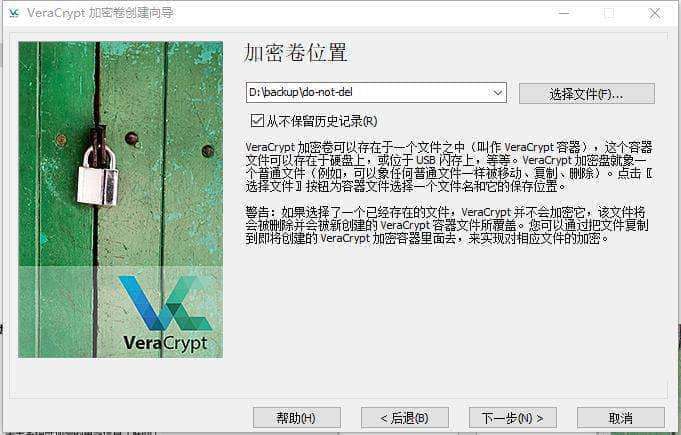 VeraCrypt 加密卷创建向导
加密卷位置
D:\backup\do-not-del
选择文件(F)...
从不保留历史记录(R)
VeraCrypt 加密卷可以存在于一个文件之中（叫作 VeraCrypt 容器），这个容器
文件可以存在于硬盘上，或位于 USB 闪存上，等等。VeraCrypt 加密盘就象一
个普通文件（例如，可以象任何普通文件一样被移动、复制、删除）。点击〖
选择文件〗按钮为容器文件选择一个文件名和它的保存位置。
警告：如果选择了一个已经存在的文件，VeraCrypt 并不会加密它，该文件将
会被删除并会被新创建的 VeraCrypt 容器文件所覆盖。您可以通过把文件复制
到即将创建的 VeraCrypt 加密容器里面去，来实现对相应文件的加密。
VeraCrypt
帮助(H)
< 后退(B)
下一步(N) >
取消